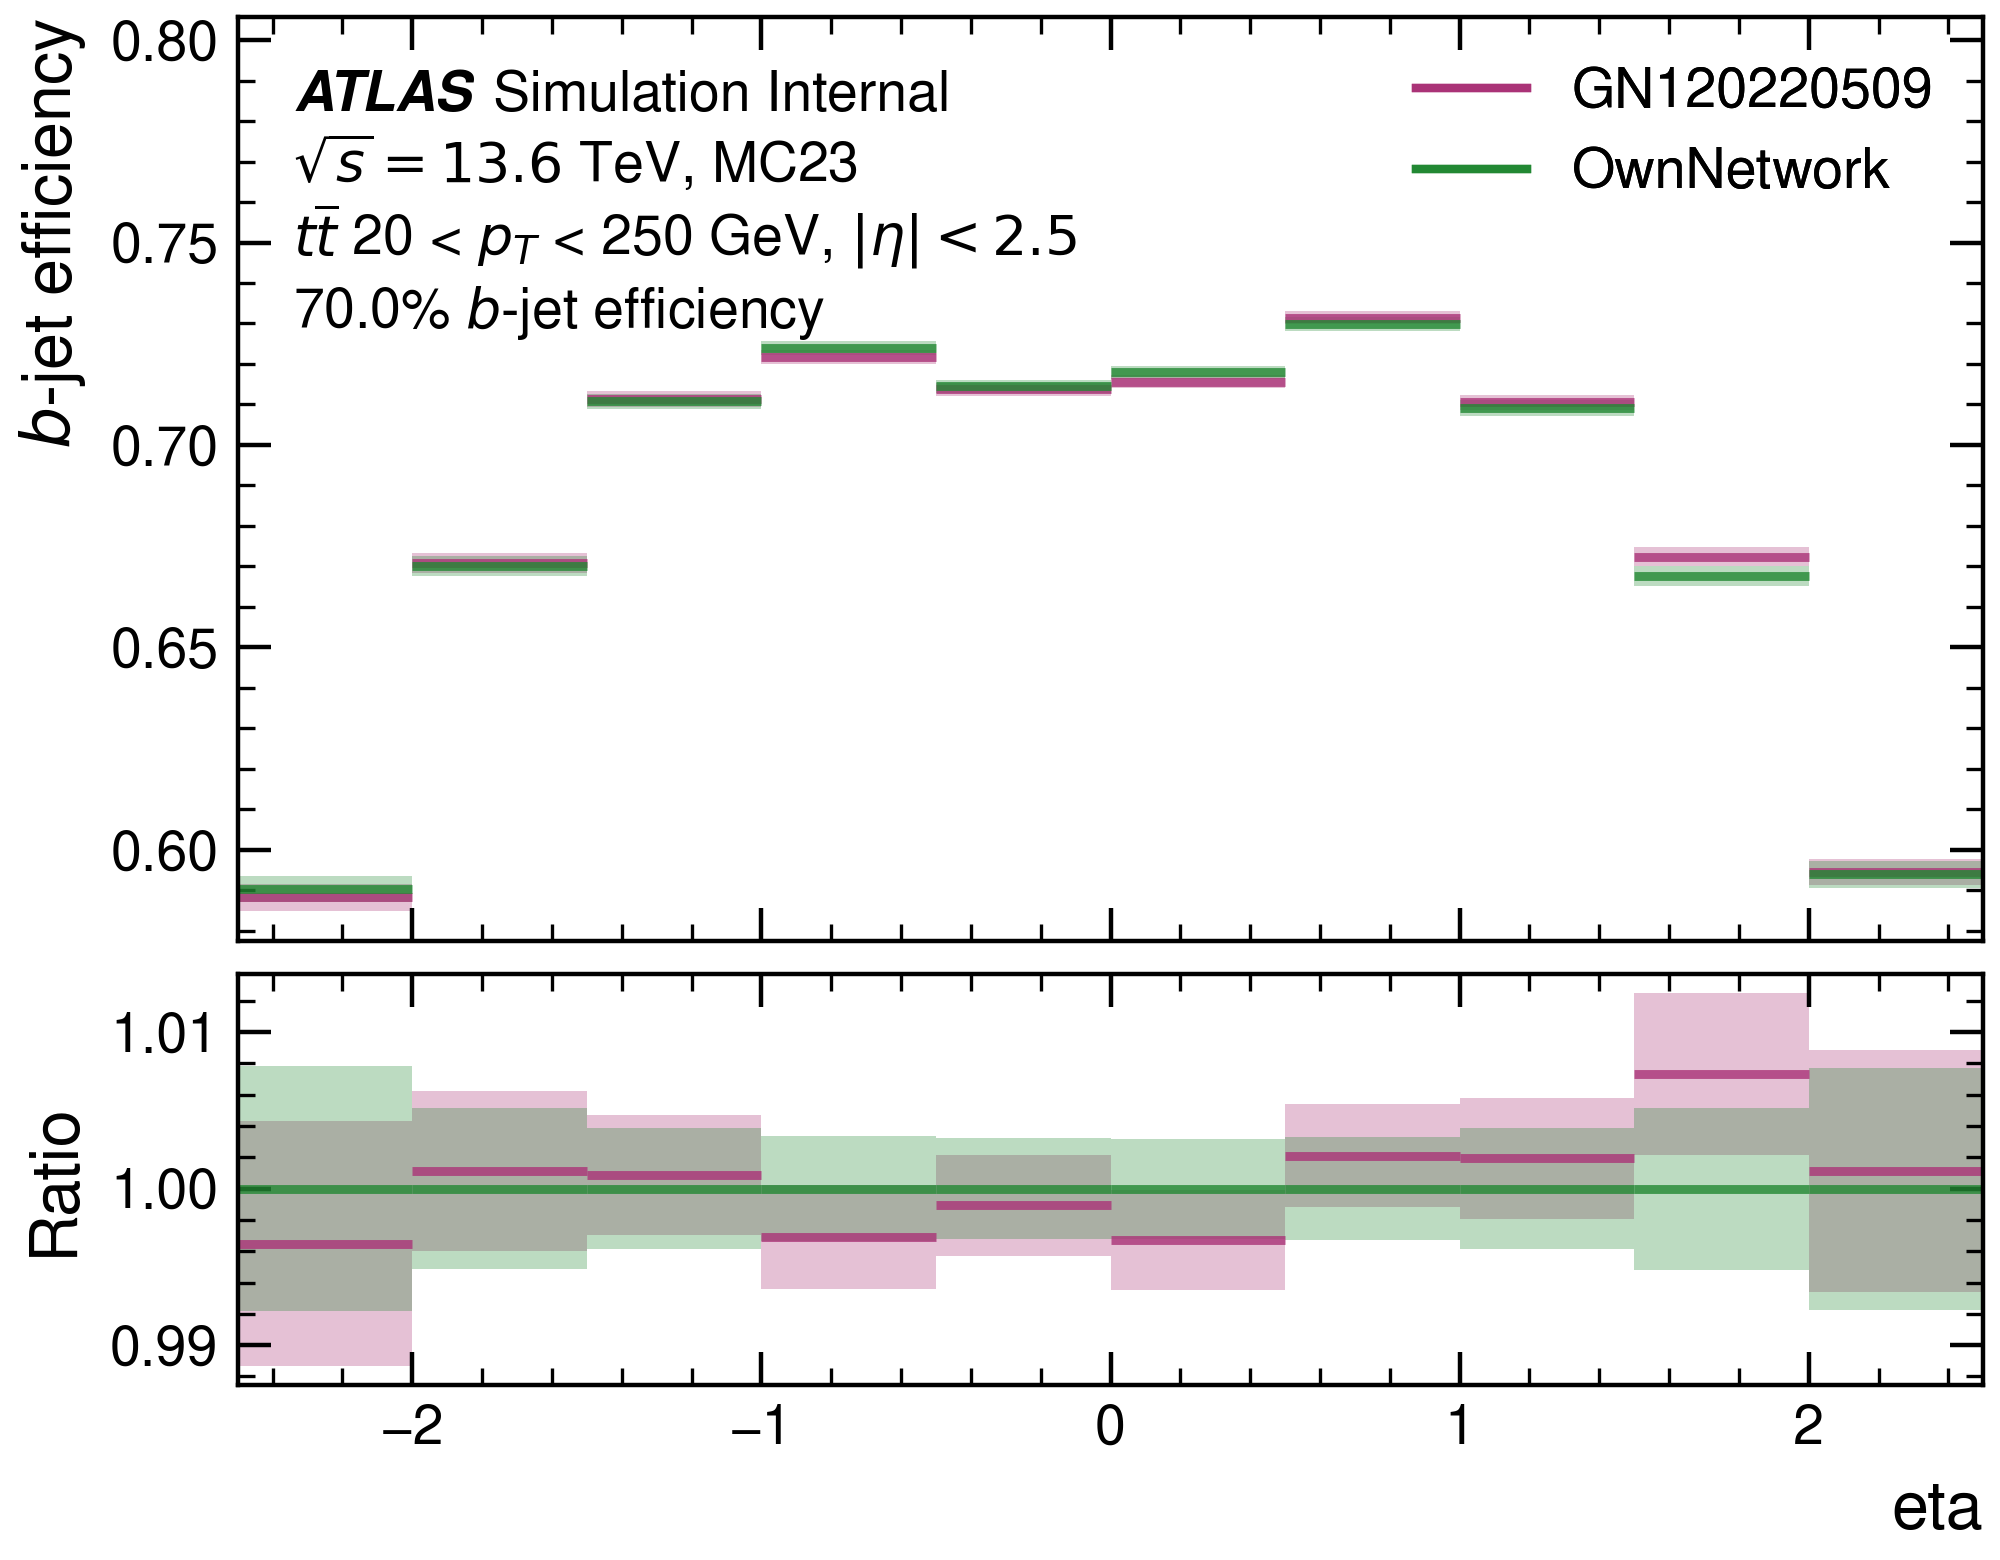 b-jet efficiency
0.80
0.75
0.70
0.65
0.60
ATLAS Simulation Internal
√s = 13.6 TeV, MC23
tt̅ 20 < p_T < 250 GeV, |η| < 2.5
70.0% b-jet efficiency
GN120220509
OwnNetwork
Ratio
1.01
1.00
0.99
−2 −1 0 1 2
eta